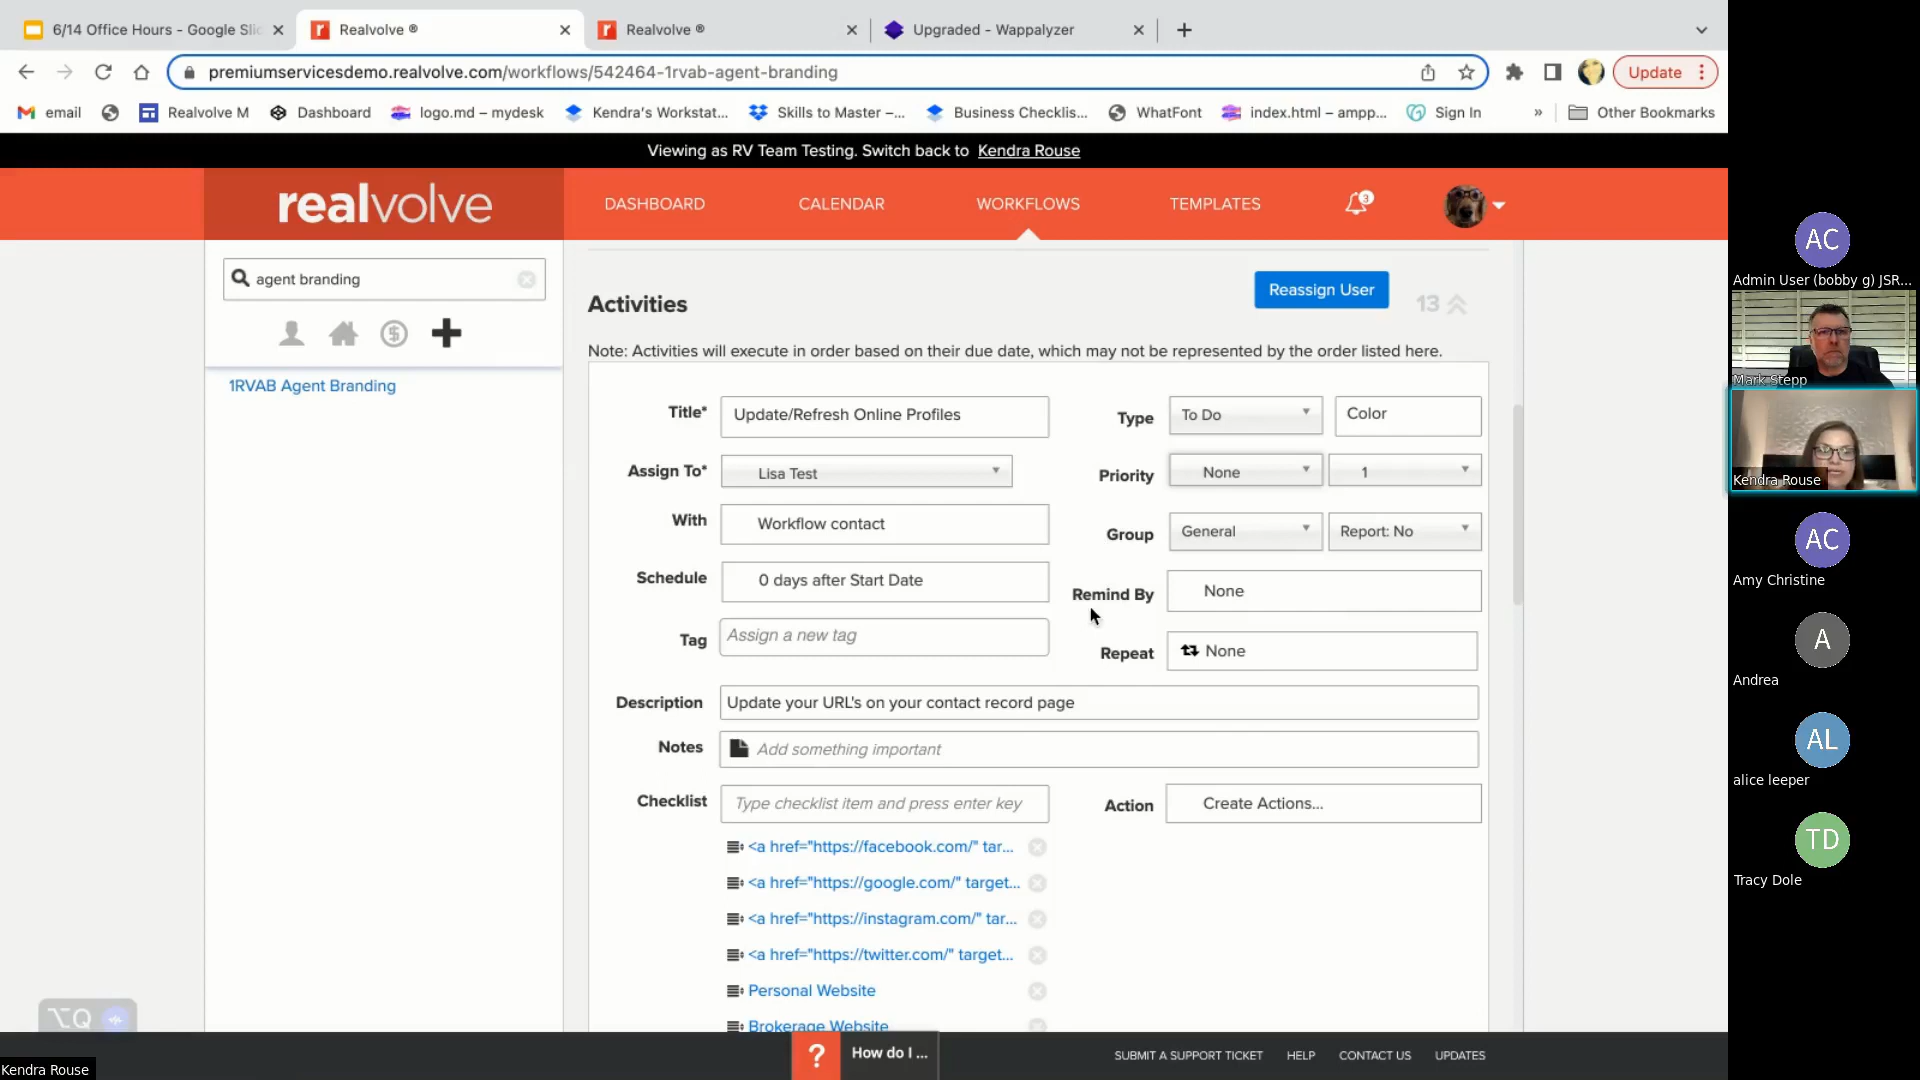 6/14 Office Hours - Google Slid
Realvolve ®
Realvolve ®
Upgraded - Wappalyzer
premiumservicesdemo.realvolve.com/workflows/542464-1rvab-agent-branding
Update
email
Realvolve M
Dashboard
logo.md – mydesk
Kendra's Workstat...
Skills to Master –...
Business Checklis...
WhatFont
index.html – ampp...
Sign In
»
Other Bookmarks
Viewing as RV Team Testing. Switch back to Kendra Rouse
realvolve
DASHBOARD
CALENDAR
WORKFLOWS
TEMPLATES
3
agent branding
1RVAB Agent Branding
Activities
Reassign User
13
Note: Activities will execute in order based on their due date, which may not be represented by the order listed here.
Title* Update/Refresh Online Profiles
Type To Do Color
Assign To* Lisa Test
Priority None 1
With Workflow contact
Group General Report: No
Schedule 0 days after Start Date
Remind By None
Tag Assign a new tag
Repeat None
Description Update your URL's on your contact record page
Notes Add something important
Checklist Type checklist item and press enter key
Action Create Actions...
<a href="https://facebook.com/" tar...
<a href="https://google.com/" target...
<a href="https://instagram.com/" tar...
<a href="https://twitter.com/" target...
Personal Website
Brokerage Website
⌥Q
? How do I ...
SUBMIT A SUPPORT TICKET
HELP
CONTACT US
UPDATES
Kendra Rouse
AC
Admin User (bobby g) JSR...
Mark Stepp
Kendra Rouse
AC
Amy Christine
A
Andrea
AL
alice leeper
TD
Tracy Dole